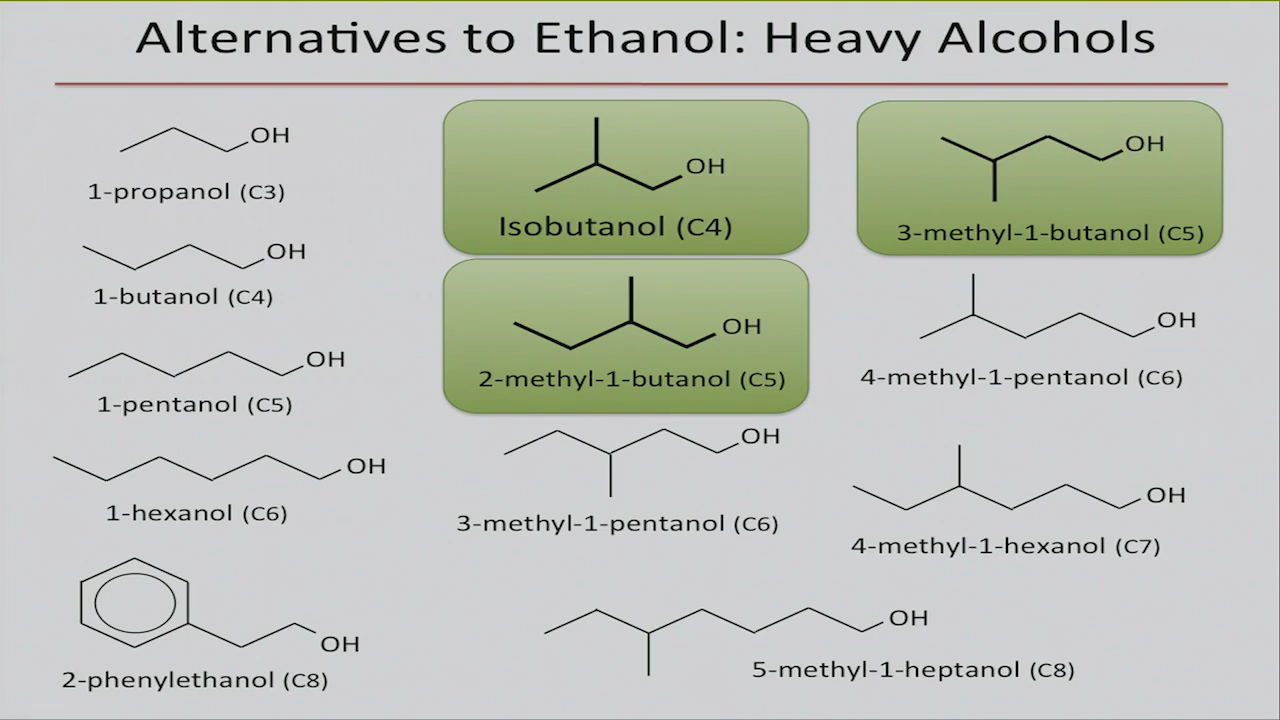 Alternatives to Ethanol: Heavy Alcohols
OH
1-propanol (C3)
OH
1-butanol (C4)
OH
1-pentanol (C5)
OH
1-hexanol (C6)
OH
2-phenylethanol (C8)
OH
Isobutanol (C4)
OH
2-methyl-1-butanol (C5)
OH
3-methyl-1-pentanol (C6)
OH
3-methyl-1-butanol (C5)
OH
4-methyl-1-pentanol (C6)
OH
4-methyl-1-hexanol (C7)
OH
5-methyl-1-heptanol (C8)